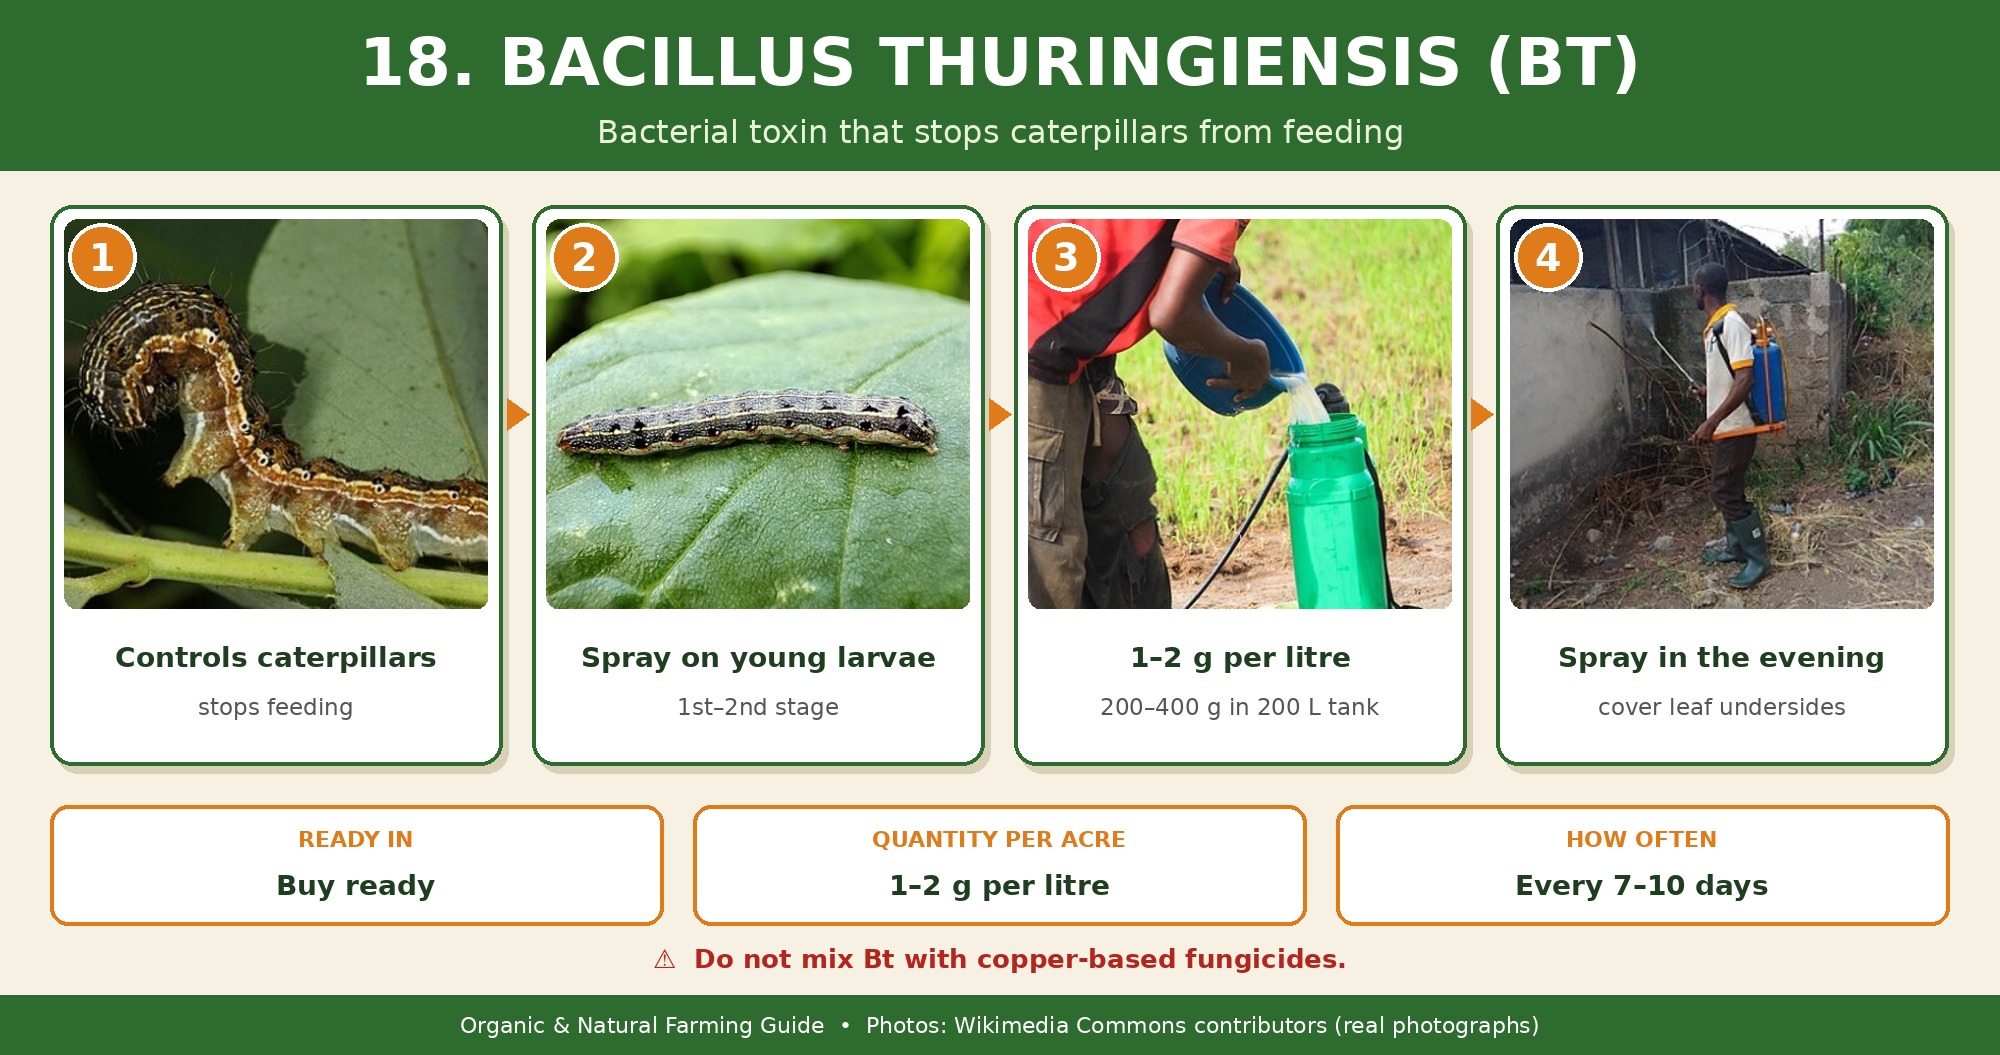 18. BACILLUS THURINGIENSIS (BT)
Bacterial toxin that stops caterpillars from feeding
1
2
3
4
Controls caterpillars
stops feeding
Spray on young larvae
1st–2nd stage
1–2 g per litre
200–400 g in 200 L tank
Spray in the evening
cover leaf undersides
READY IN
Buy ready
QUANTITY PER ACRE
1–2 g per litre
HOW OFTEN
Every 7–10 days
⚠ Do not mix Bt with copper-based fungicides.
Organic & Natural Farming Guide • Photos: Wikimedia Commons contributors (real photographs)